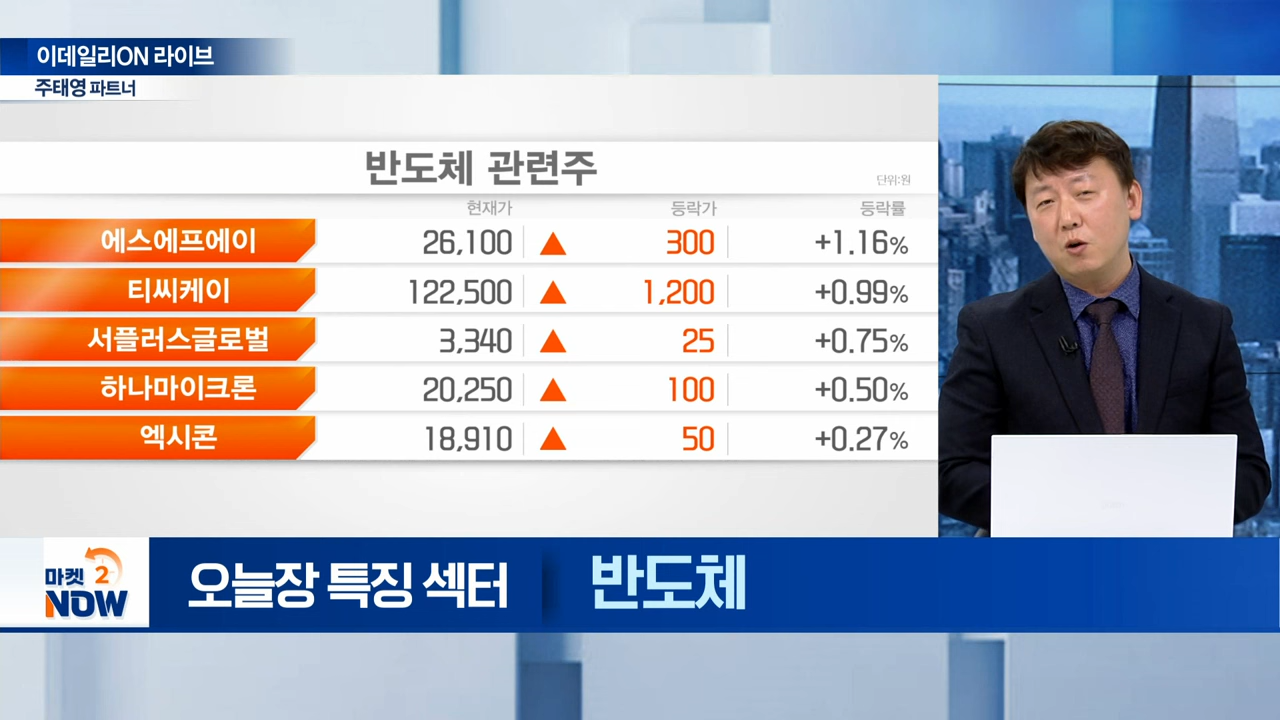 이데일리ON 라이브
주태영 파트너
반도체 관련주
단위:원
현재가 등락가 등락률
에스에프에이 26,100 ▲ 300 +1.16%
티씨케이 122,500 ▲ 1,200 +0.99%
서플러스글로벌 3,340 ▲ 25 +0.75%
하나마이크론 20,250 ▲ 100 +0.50%
엑시콘 18,910 ▲ 50 +0.27%
마켓 2
NOW
오늘장 특징 섹터 반도체